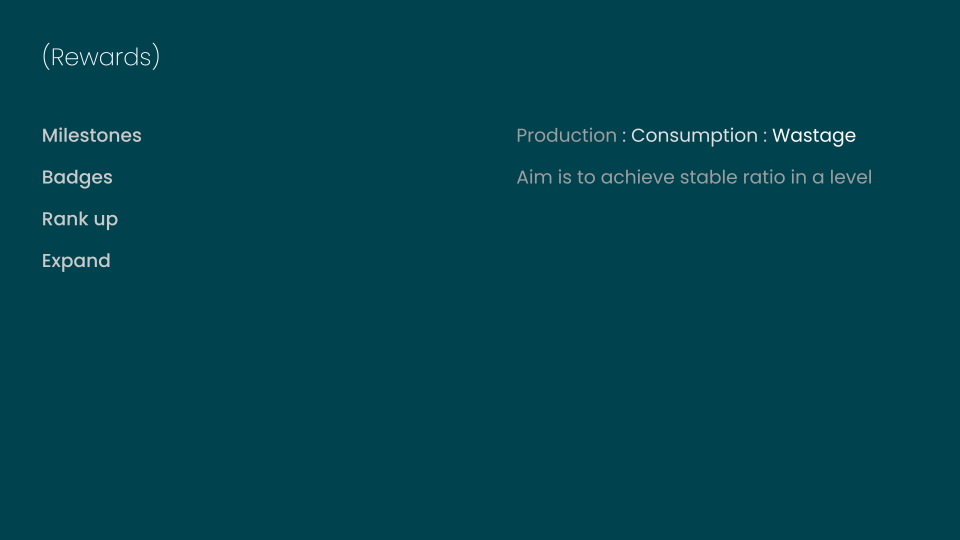 (Rewards)
Milestones
Badges
Rank up
Expand
Production : Consumption : Wastage
Aim is to achieve stable ratio in a level